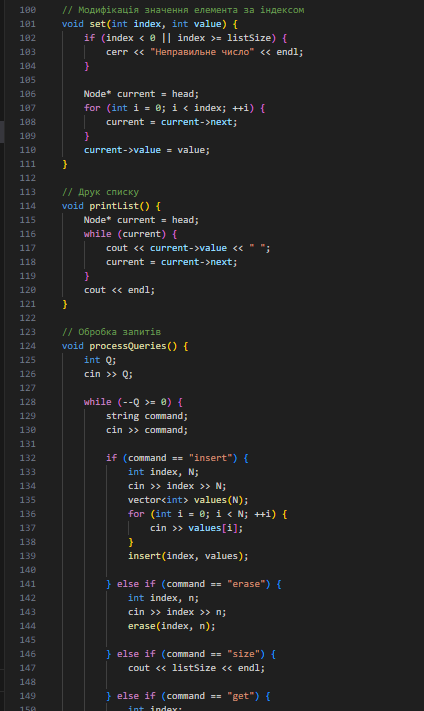 100 // Модифікація значення елемента за індексом
101 void set(int index, int value) {
102 if (index < 0 || index >= listSize) {
103 cerr << "Неправильне число" << endl;
104 }
105
106 Node* current = head;
107 for (int i = 0; i < index; ++i) {
108 current = current->next;
109 }
110 current->value = value;
111 }
112
113 // Друк списку
114 void printList() {
115 Node* current = head;
116 while (current) {
117 cout << current->value << " ";
118 current = current->next;
119 }
120 cout << endl;
121 }
122
123 // Обробка запитів
124 void processQueries() {
125 int Q;
126 cin >> Q;
127
128 while (--Q >= 0) {
129 string command;
130 cin >> command;
131
132 if (command == "insert") {
133 int index, N;
134 cin >> index >> N;
135 vector<int> values(N);
136 for (int i = 0; i < N; ++i) {
137 cin >> values[i];
138 }
139 insert(index, values);
140
141 } else if (command == "erase") {
142 int index, n;
143 cin >> index >> n;
144 erase(index, n);
145
146 } else if (command == "size") {
147 cout << listSize << endl;
148
149 } else if (command == "get") {
150 int index;